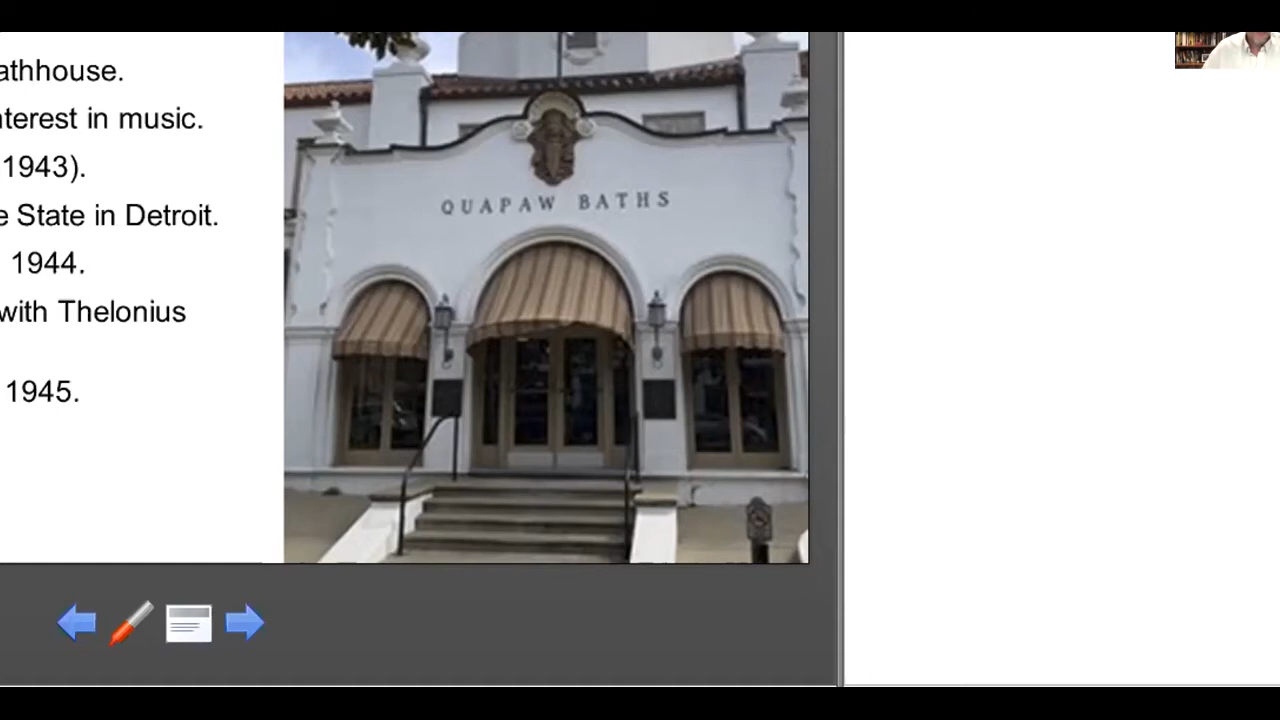 athhouse.
nterest in music.
1943).
e State in Detroit.
1944.
with Thelonius
1945.
QUAPAW BATHS